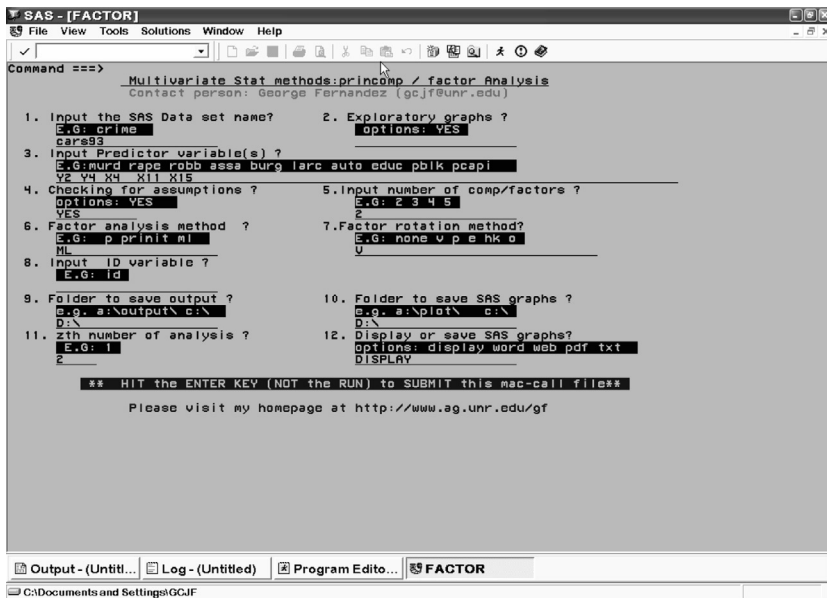 SAS - [FACTOR]
File View Tools Solutions Window Help
Command ===>
Multivariate Stat methods:princomp / factor Analysis
Contact person: George Fernandez (gcjf@unr.edu)
1. Input the SAS Data set name? 2. Exploratory graphs ?
E.G: crime options: YES
cars93
3. Input Predictor variable(s) ?
E.G:murd rape robb assa burg larc auto educ pblk pcapi
Y2 Y4 X4 X11 X15
4. Checking for assumptions ? 5.Input number of comp/factors ?
options: YES E.G: 2 3 4 5
YES 2
6. Factor analysis method ? 7.Factor rotation method?
E.G: p prinit ml E.G: none v p e hk o
ML V
8. Input ID variable ?
E.G: id
9. Folder to save output ? 10. Folder to save SAS graphs ?
e.g. a:\output\ c:\ e.g. a:\plot\ c:\
D:\ D:\
11. zth number of analysis ? 12. Display or save SAS graphs?
E.G: 1 options: display word web pdf txt
2 DISPLAY
** HIT the ENTER KEY (NOT the RUN) to SUBMIT this mac-call file**
Please visit my homepage at http://www.ag.unr.edu/gf
Output - (Untitl... Log - (Untitled) Program Edito... FACTOR
C:\Documents and Settings\GCJF